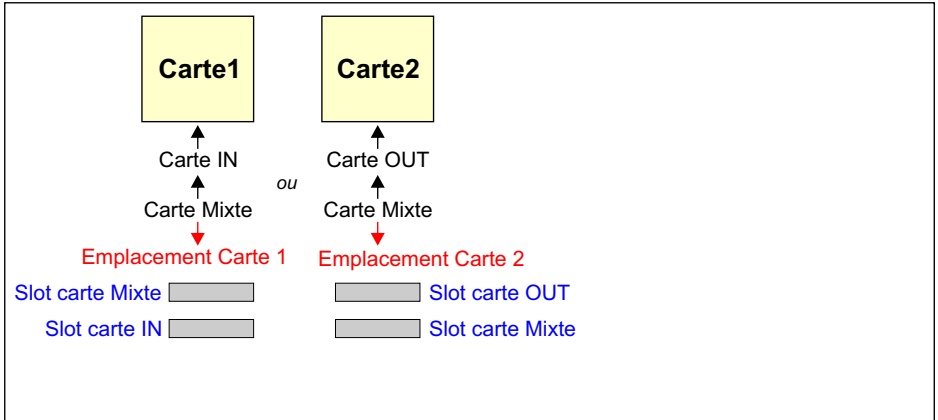 Carte1 Carte2
Carte IN Carte OUT
ou
Carte Mixte Carte Mixte
Emplacement Carte 1 Emplacement Carte 2
Slot carte Mixte Slot carte OUT
Slot carte IN Slot carte Mixte